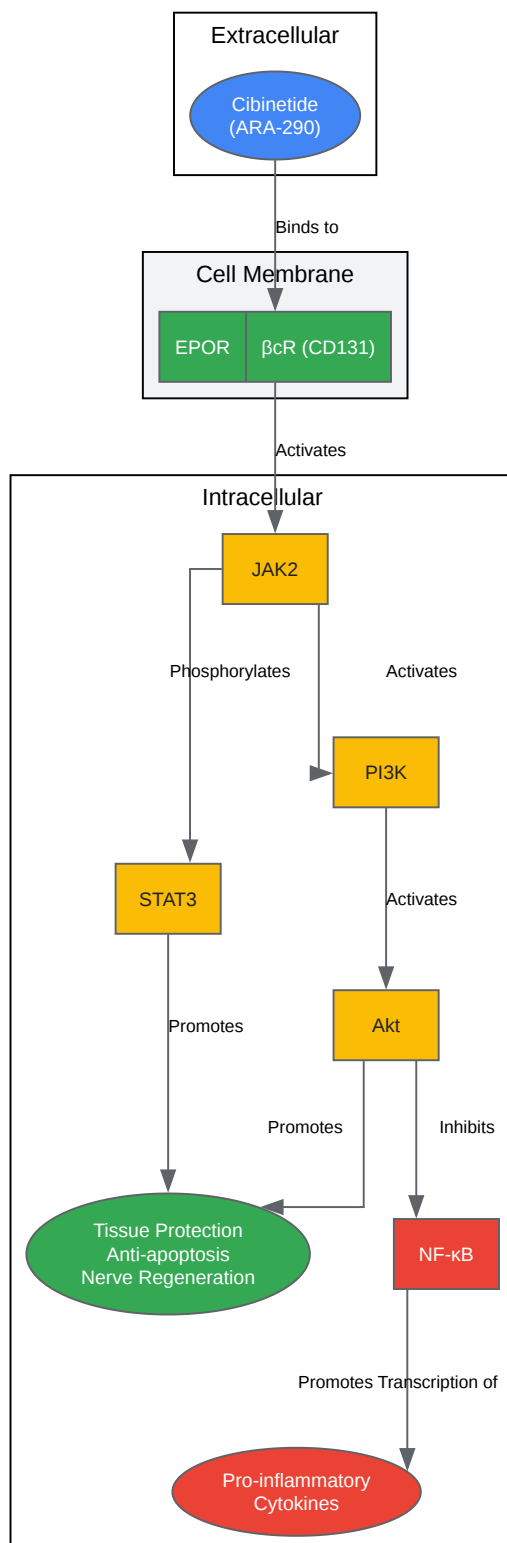 Extracellular
Cibinetide
(ARA-290)
Binds to
Cell Membrane
EPOR
βcR (CD131)
Activates
Intracellular
JAK2
Phosphorylates
Activates
PI3K
STAT3
Activates
Akt
Promotes
Promotes
Inhibits
Tissue Protection
Anti-apoptosis
Nerve Regeneration
NF-κB
Promotes Transcription of
Pro-inflammatory
Cytokines